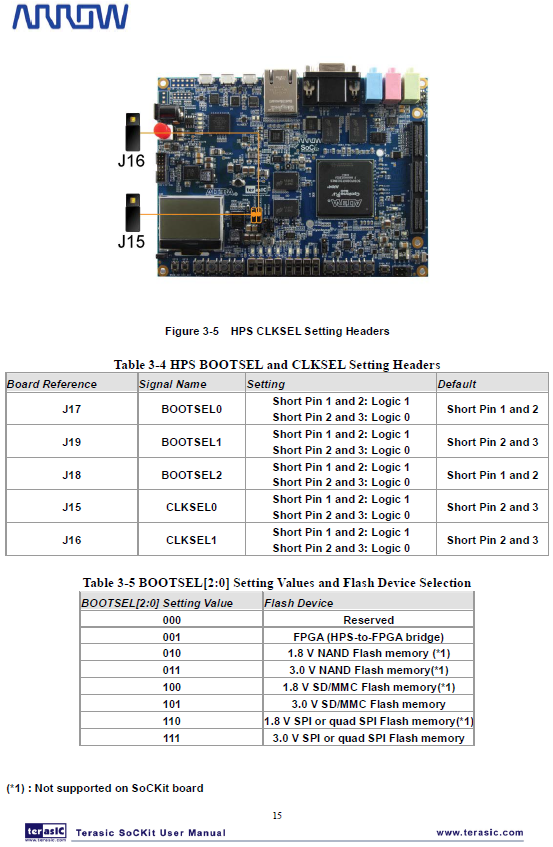 ARROW
J16
J15
SoCKit
terasIC
ALTERA
Figure 3-5 HPS CLKSEL Setting Headers
Table 3-4 HPS BOOTSEL and CLKSEL Setting Headers
Board Reference Signal Name Setting Default
J17 BOOTSEL0 Short Pin 1 and 2: Logic 1 Short Pin 2 and 3: Logic 0 Short Pin 1 and 2
J19 BOOTSEL1 Short Pin 1 and 2: Logic 1 Short Pin 2 and 3: Logic 0 Short Pin 2 and 3
J18 BOOTSEL2 Short Pin 1 and 2: Logic 1 Short Pin 2 and 3: Logic 0 Short Pin 1 and 2
J15 CLKSEL0 Short Pin 1 and 2: Logic 1 Short Pin 2 and 3: Logic 0 Short Pin 2 and 3
J16 CLKSEL1 Short Pin 1 and 2: Logic 1 Short Pin 2 and 3: Logic 0 Short Pin 2 and 3
Table 3-5 BOOTSEL[2:0] Setting Values and Flash Device Selection
BOOTSEL[2:0] Setting Value Flash Device
000 Reserved
001 FPGA (HPS-to-FPGA bridge)
010 1.8 V NAND Flash memory (*1)
011 3.0 V NAND Flash memory(*1)
100 1.8 V SD/MMC Flash memory(*1)
101 3.0 V SD/MMC Flash memory
110 1.8 V SPI or quad SPI Flash memory(*1)
111 3.0 V SPI or quad SPI Flash memory
(*1) : Not supported on SoCKit board
15
terasIC
www.terasic.com
Terasic SoCKit User Manual
www.terasic.com